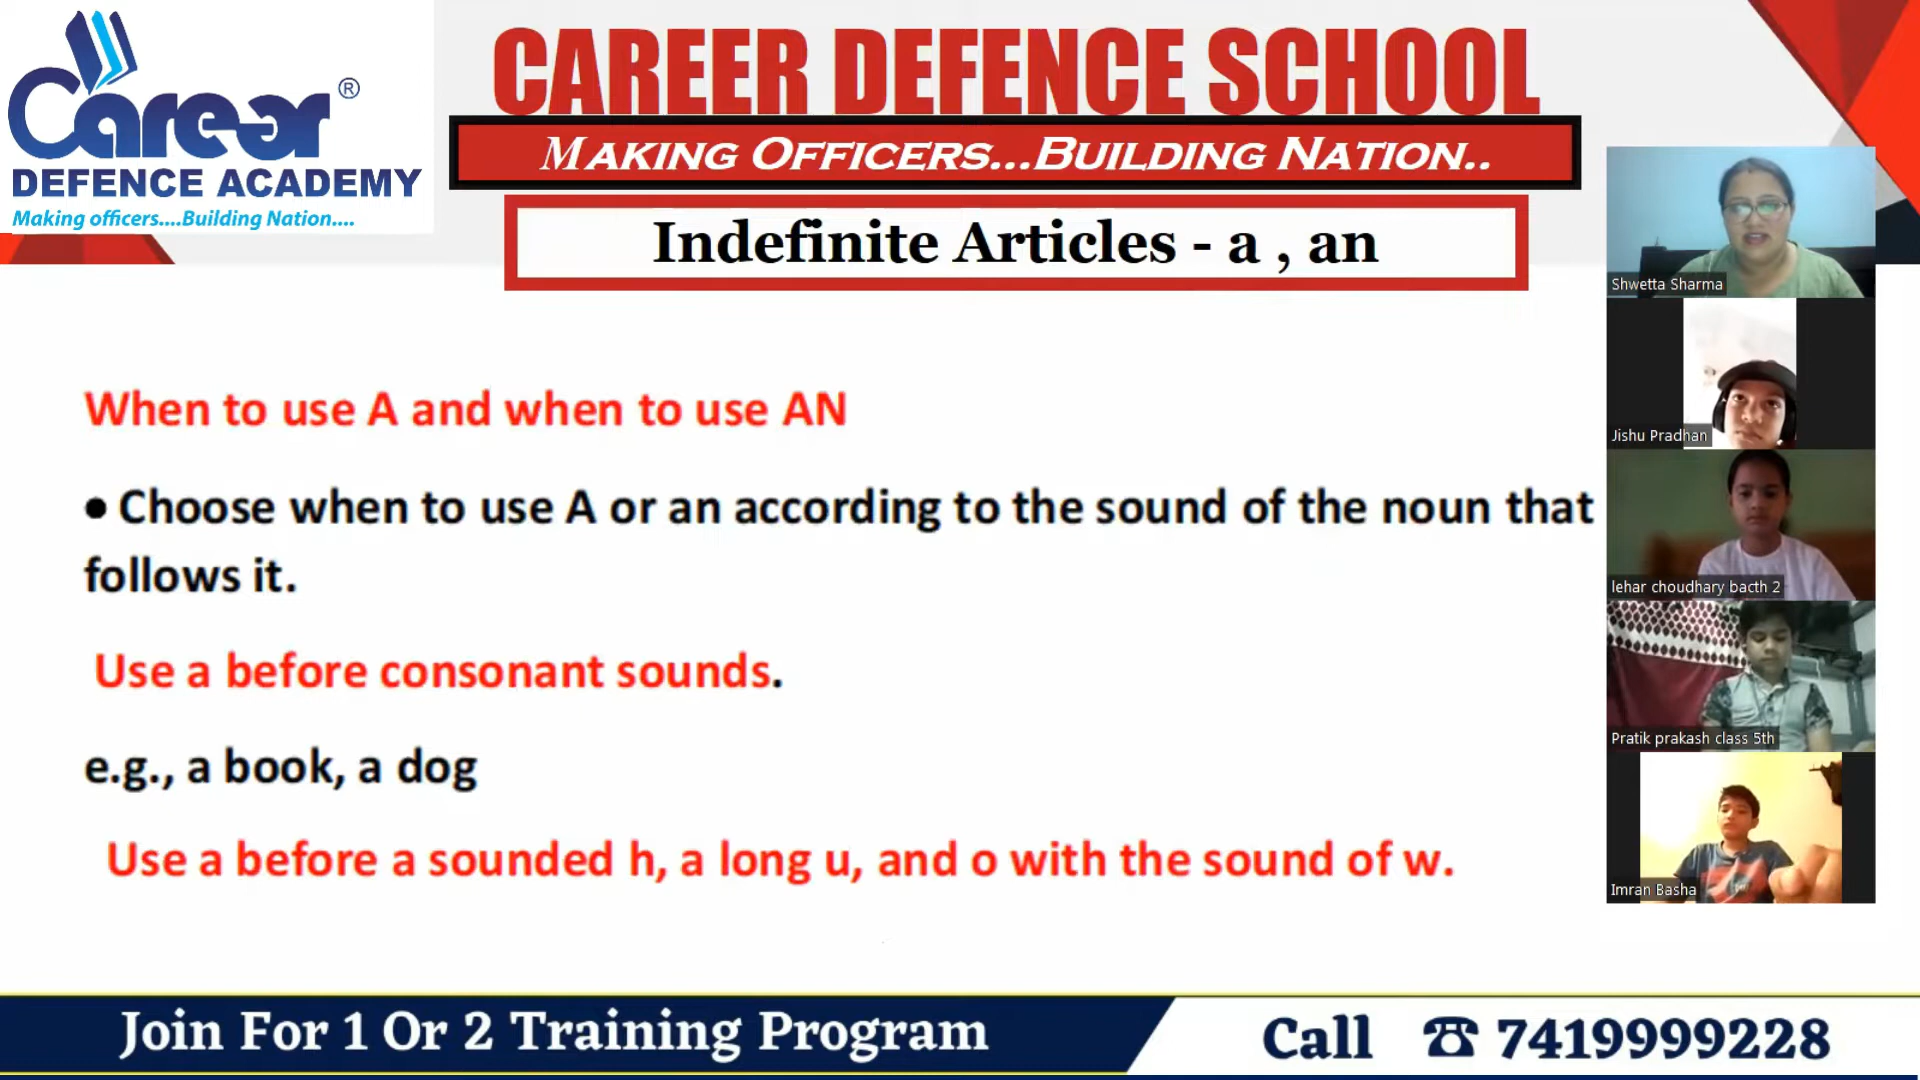 Career ®
DEFENCE ACADEMY
Making officers....Building Nation....
CAREER DEFENCE SCHOOL
MAKING OFFICERS...BUILDING NATION..
Indefinite Articles - a , an
When to use A and when to use AN
● Choose when to use A or an according to the sound of the noun that
follows it.
Use a before consonant sounds.
e.g., a book, a dog
Use a before a sounded h, a long u, and o with the sound of w.
Shwetta Sharma
Jishu Pradhan
lehar choudhary bacth 2
Pratik prakash class 5th
Imran Basha
Join For 1 Or 2 Training Program
Call ☎ 7419999228